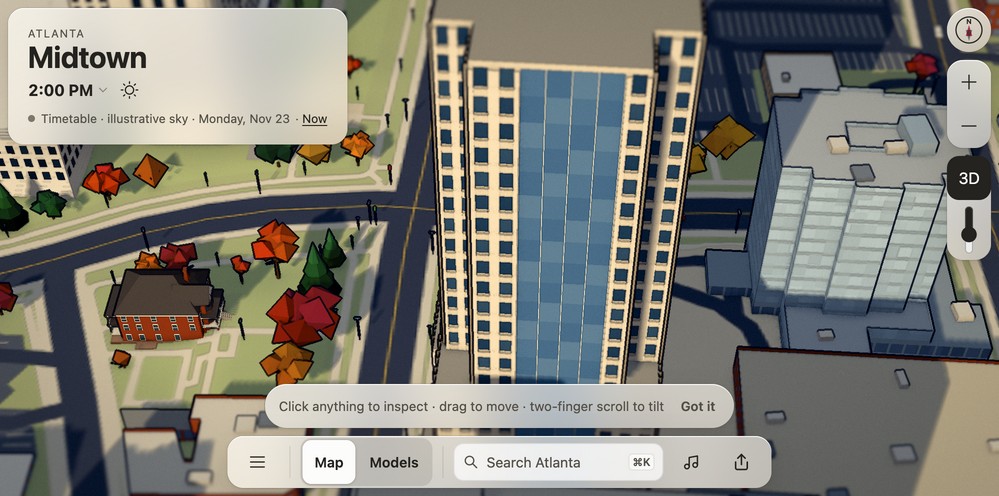 ATLANTA
Midtown
2:00 PM
Timetable · illustrative sky · Monday, Nov 23 · Now
N
3D
Click anything to inspect · drag to move · two-finger scroll to tilt Got it
Map Models Search Atlanta ⌘K